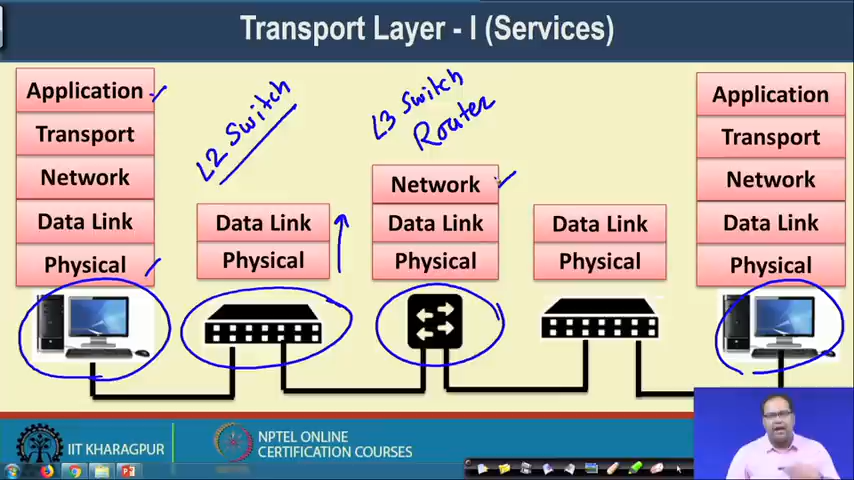 Transport Layer - I (Services)
Application
Transport
Network
Data Link
Physical
L2 Switch
Data Link
Physical
L3 Switch
Router
Network
Data Link
Physical
Data Link
Physical
Application
Transport
Network
Data Link
Physical
IIT KHARAGPUR
NPTEL ONLINE
CERTIFICATION COURSES